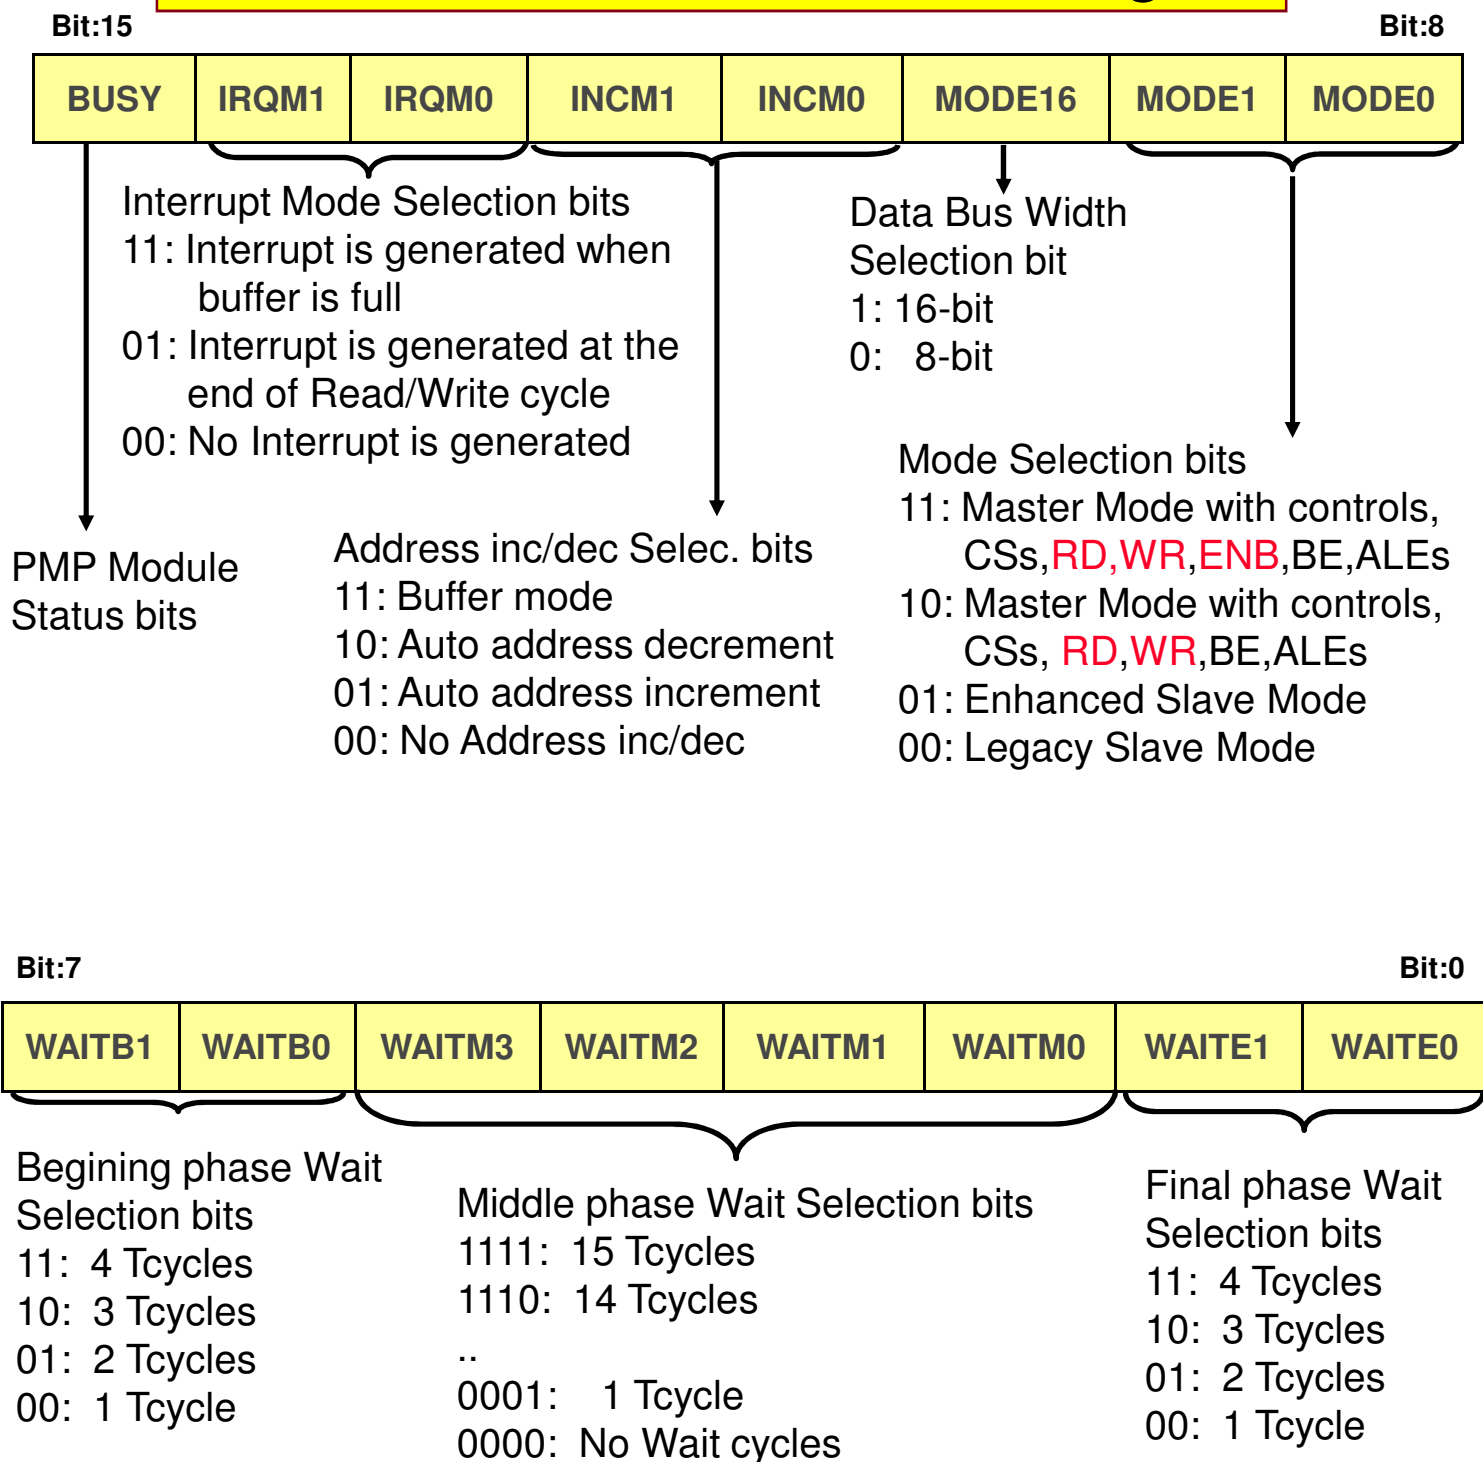 Bit:15 Bit:8
BUSY IRQM1 IRQM0 INCM1 INCM0 MODE16 MODE1 MODE0
Interrupt Mode Selection bits
11: Interrupt is generated when
buffer is full
01: Interrupt is generated at the
end of Read/Write cycle
00: No Interrupt is generated
Data Bus Width
Selection bit
1: 16-bit
0: 8-bit
PMP Module
Status bits
Address inc/dec Selec. bits
11: Buffer mode
10: Auto address decrement
01: Auto address increment
00: No Address inc/dec
Mode Selection bits
11: Master Mode with controls,
CSs,RD,WR,ENB,BE,ALEs
10: Master Mode with controls,
CSs, RD,WR,BE,ALEs
01: Enhanced Slave Mode
00: Legacy Slave Mode
Bit:7 Bit:0
WAITB1 WAITB0 WAITM3 WAITM2 WAITM1 WAITM0 WAITE1 WAITE0
Begining phase Wait
Selection bits
11: 4 Tcycles
10: 3 Tcycles
01: 2 Tcycles
00: 1 Tcycle
Middle phase Wait Selection bits
1111: 15 Tcycles
1110: 14 Tcycles
..
0001: 1 Tcycle
0000: No Wait cycles
Final phase Wait
Selection bits
11: 4 Tcycles
10: 3 Tcycles
01: 2 Tcycles
00: 1 Tcycle